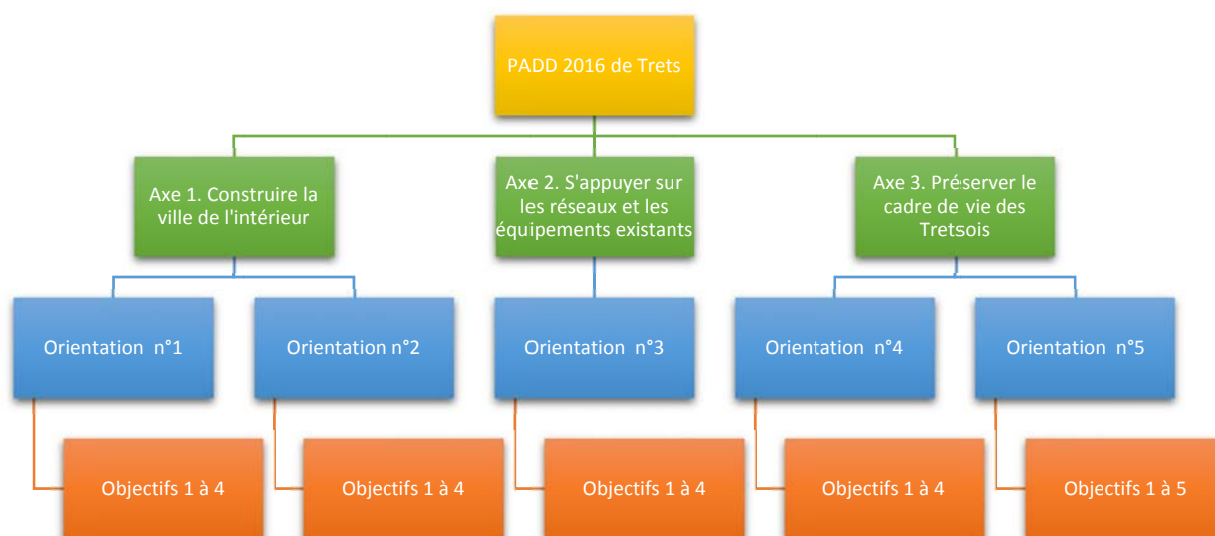 PADD 2016 de Trets
Axe 1. Construire la
ville de l'intérieur
Axe 2. S'appuyer sur
les réseaux et les
équipements existants
Axe 3. Préserver le
cadre de vie des
Tretsois
Orientation n°1
Orientation n°2
Orientation n°3
Orientation n°4
Orientation n°5
Objectifs 1 à 4
Objectifs 1 à 4
Objectifs 1 à 4
Objectifs 1 à 4
Objectifs 1 à 5